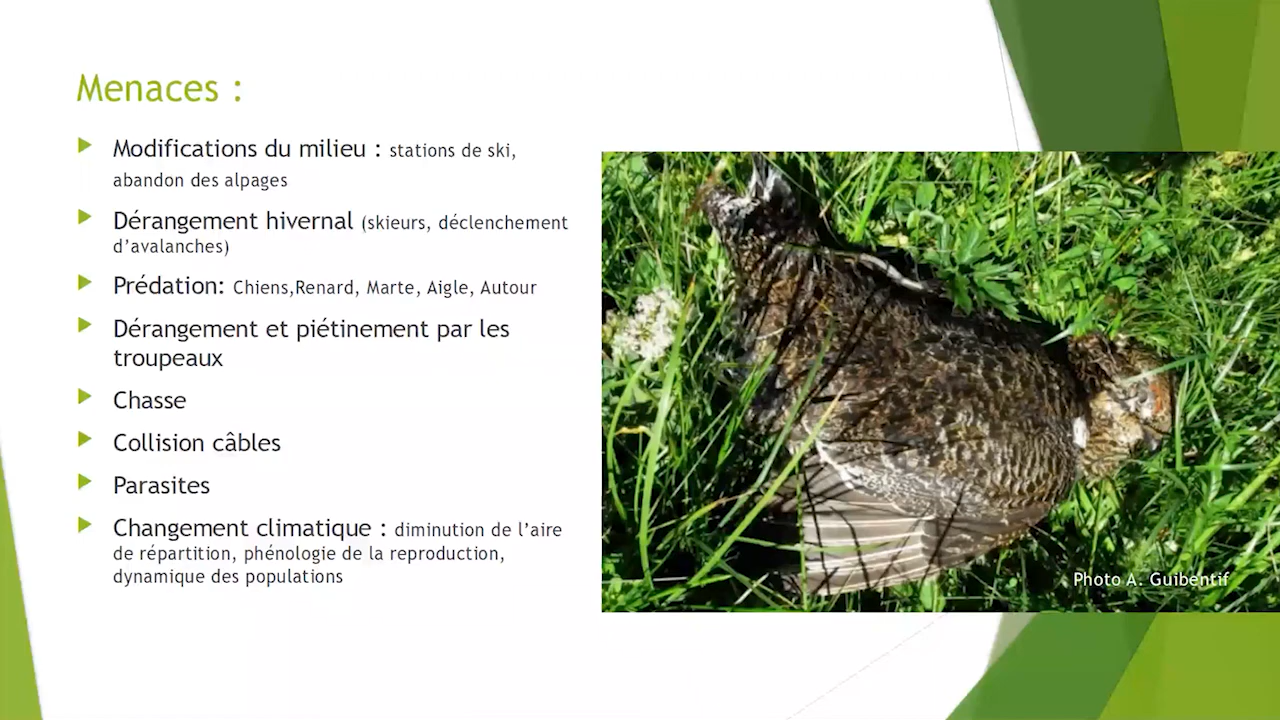 Menaces :
Modifications du milieu : stations de ski,
abandon des alpages
Dérangement hivernal (skieurs, déclenchement
d’avalanches)
Prédation: Chiens,Renard, Marte, Aigle, Autour
Dérangement et piétinement par les
troupeaux
Chasse
Collision câbles
Parasites
Changement climatique : diminution de l’aire
de répartition, phénologie de la reproduction,
dynamique des populations
Photo A. Guibentif